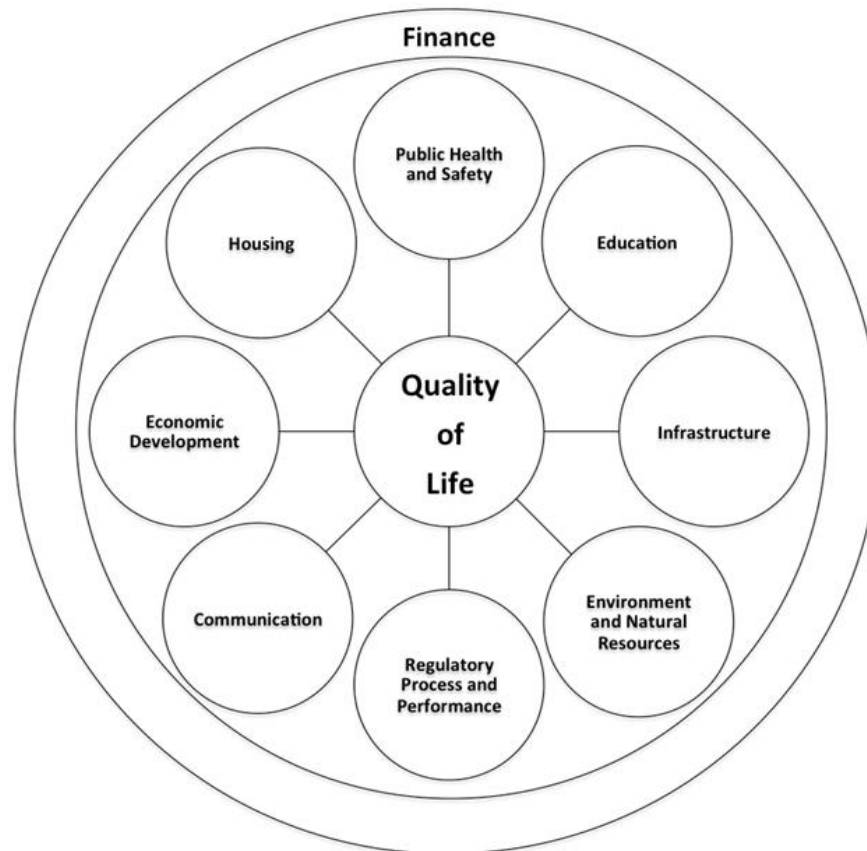 Finance
Public Health
and Safety
Housing
Education
Quality
of
Life
Economic
Development
Infrastructure
Communication
Environment
and Natural
Resources
Regulatory
Process and
Performance